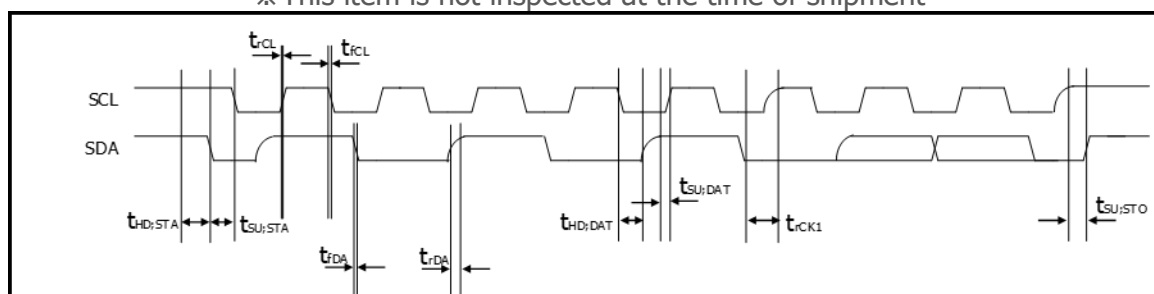 ※ This item is not inspected at the time of shipment
trCL
tfCL
SCL
SDA
tHD;STA
tSU;STA
tHD;DAT
tSU;DAT
trCK1
tSU;STO
tfDA
trDA